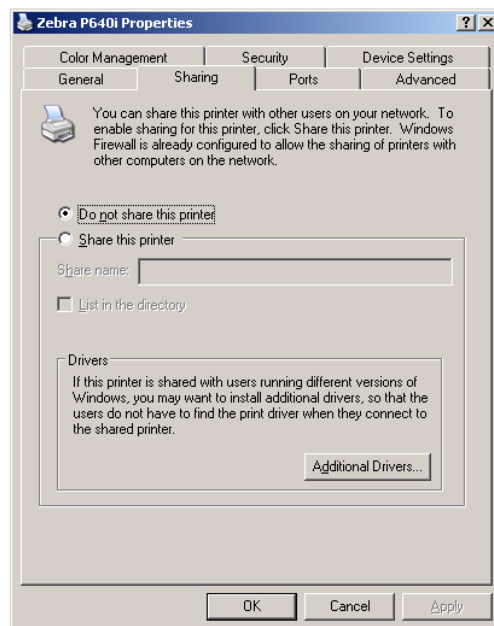 Zebra P640i Properties
Color Management Security Device Settings
General Sharing Ports Advanced
You can share this printer with other users on your network. To
enable sharing for this printer, click Share this printer. Windows
Firewall is already configured to allow the sharing of printers with
other computers on the network.
Do not share this printer
Share this printer
Share name:
List in the directory
Drivers
If this printer is shared with users running different versions of
Windows, you may want to install additional drivers, so that the
users do not have to find the print driver when they connect to
the shared printer.
Additional Drivers...
OK Cancel Apply